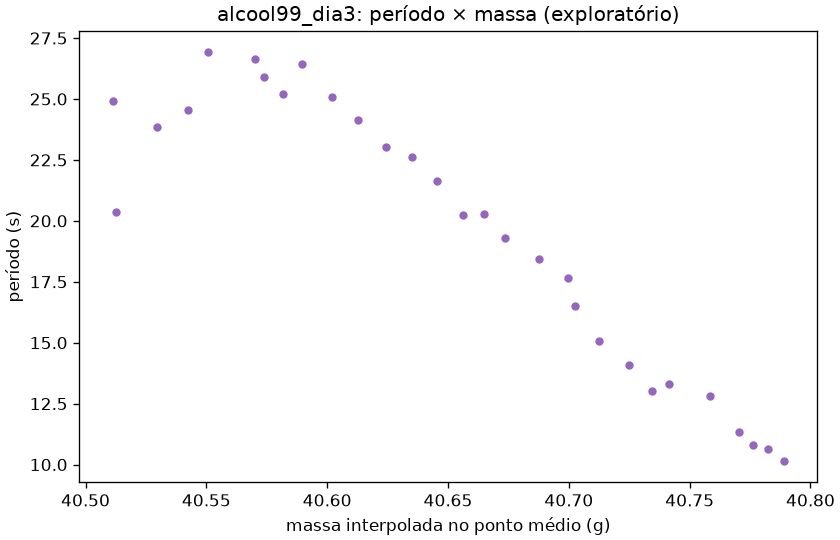 alcool99_dia3: período × massa (exploratório)
27.5
25.0
22.5
20.0
17.5
15.0
12.5
10.0
período (s)
40.50 40.55 40.60 40.65 40.70 40.75 40.80
massa interpolada no ponto médio (g)